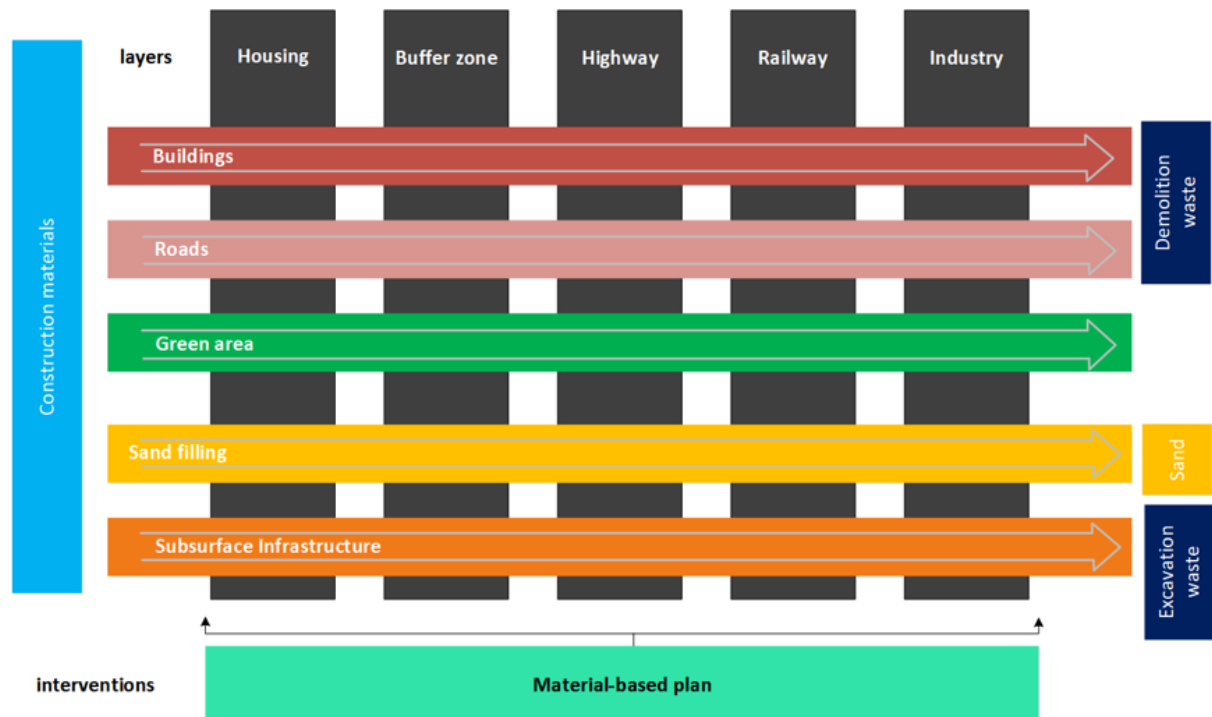 layers
Housing
Buffer zone
Highway
Railway
Industry
Construction materials
Buildings
Roads
Demolition
waste
Green area
Sand filling
Sand
Subsurface Infrastructure
Excavation
waste
interventions
Material-based plan